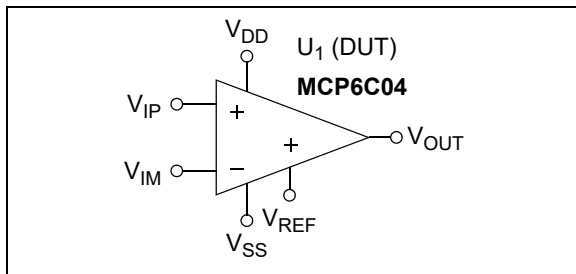 V_DD
U_1 (DUT)
MCP6C04
V_IP
+
+
V_OUT
V_IM
−
V_REF
V_SS